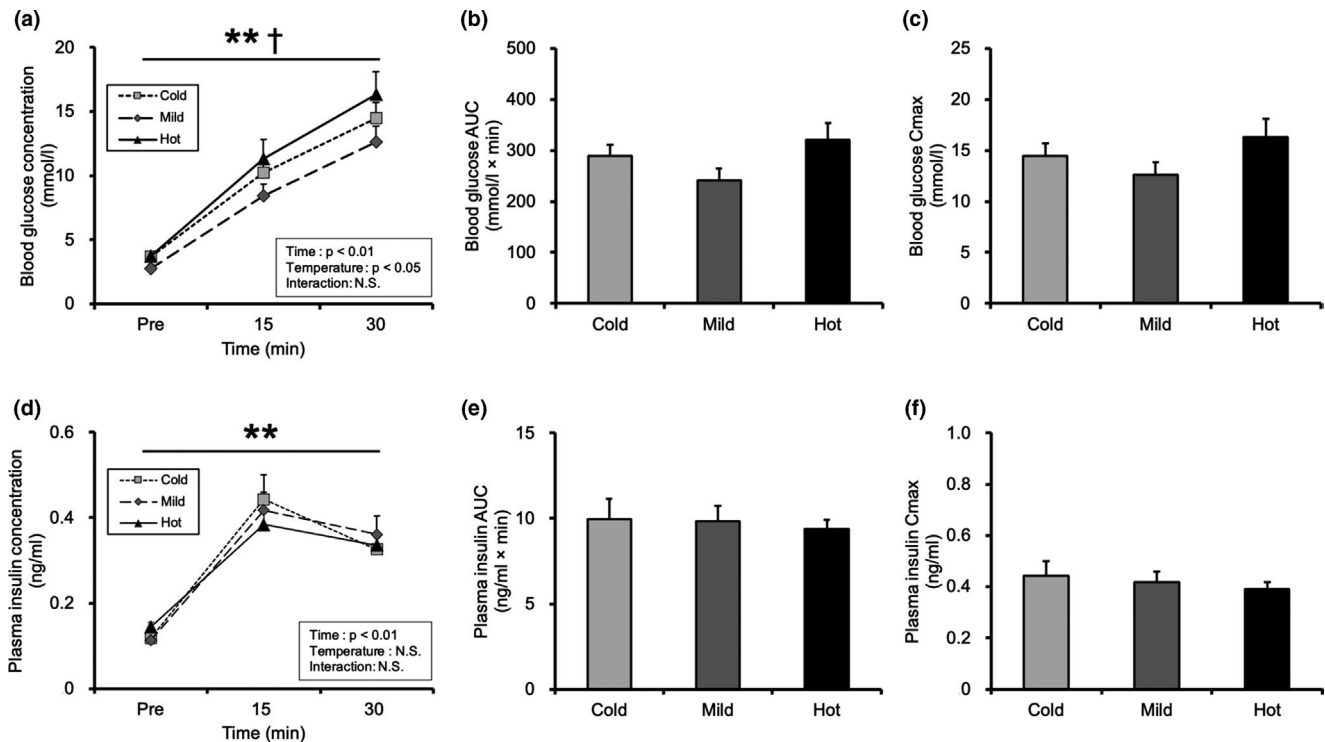 (a)
** †
20
15
10
5
0
Blood glucose concentration
(mmol/l)
Cold
Mild
Hot
Time : p < 0.01
Temperature : p < 0.05
Interaction: N.S.
Pre
15
30
Time (min)
(b)
500
400
300
200
100
0
Blood glucose AUC
(mmol/l × min)
Cold
Mild
Hot
(c)
25
20
15
10
5
0
Blood glucose Cmax
(mmol/l)
Cold
Mild
Hot
(d)
**
0.6
0.4
0.2
0
Plasma insulin concentration
(ng/ml)
Cold
Mild
Hot
Time : p < 0.01
Temperature : N.S.
Interaction: N.S.
Pre
15
30
Time (min)
(e)
15
10
5
0
Plasma insulin AUC
(ng/ml × min)
Cold
Mild
Hot
(f)
1.0
0.8
0.6
0.4
0.2
0
Plasma insulin Cmax
(ng/ml)
Cold
Mild
Hot